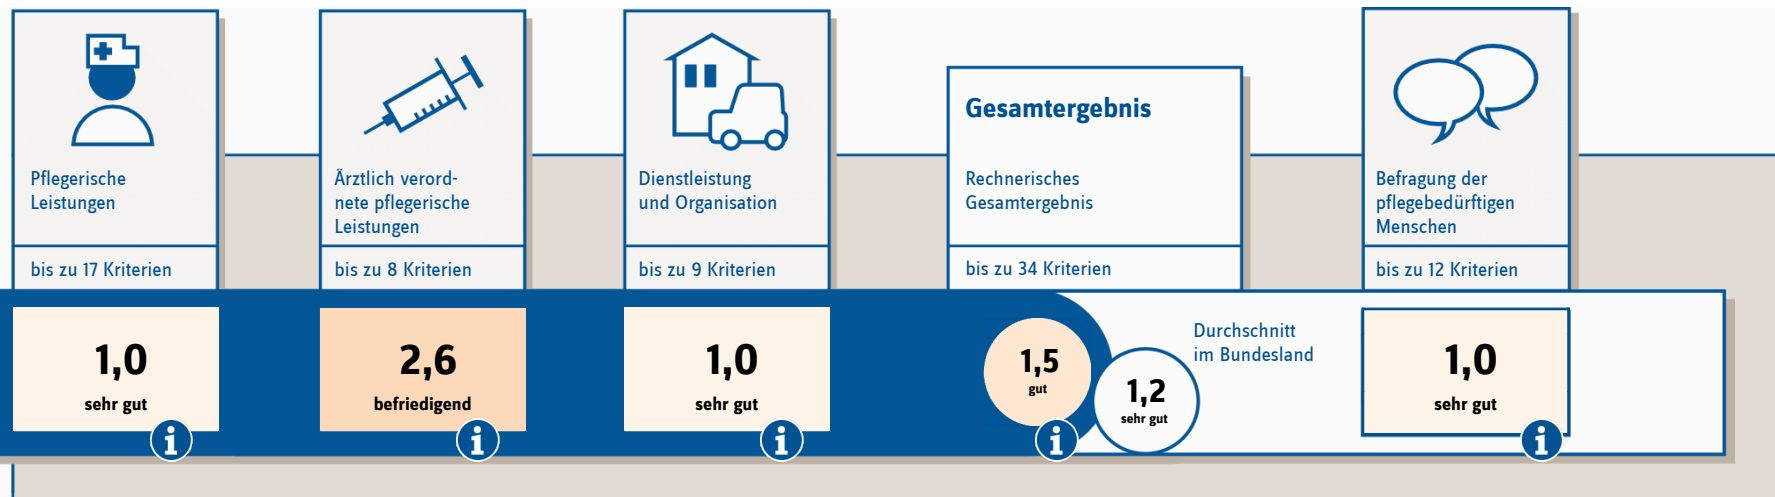 Pflegerische
Leistungen
bis zu 17 Kriterien
1,0
sehr gut
i
Ärztlich verord-
nete pflegerische
Leistungen
bis zu 8 Kriterien
2,6
befriedigend
i
Dienstleistung
und Organisation
bis zu 9 Kriterien
1,0
sehr gut
i
Gesamtergebnis
Rechnerisches
Gesamtergebnis
bis zu 34 Kriterien
1,5
gut
i
1,2
sehr gut
Durchschnitt
im Bundesland
Befragung der
pflegebedürftigen
Menschen
bis zu 12 Kriterien
1,0
sehr gut
i